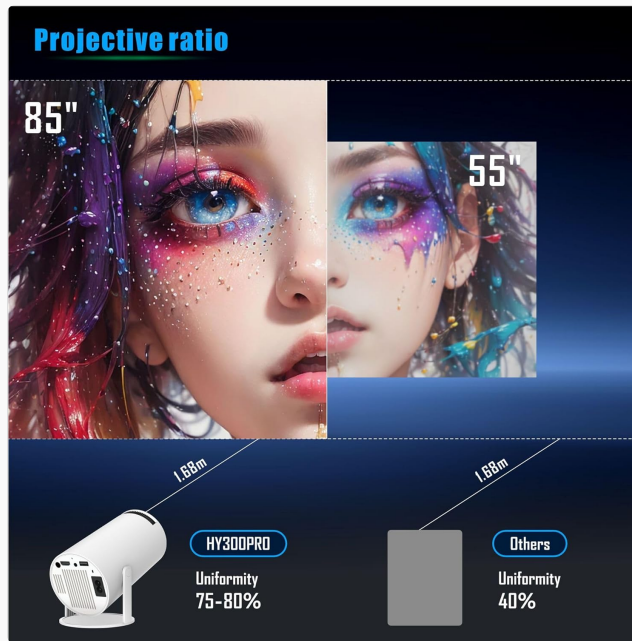 Projective ratio
85"
55"
1.68m
1.68m
HY300PRO
Uniformity
75-80%
Others
Uniformity
40%